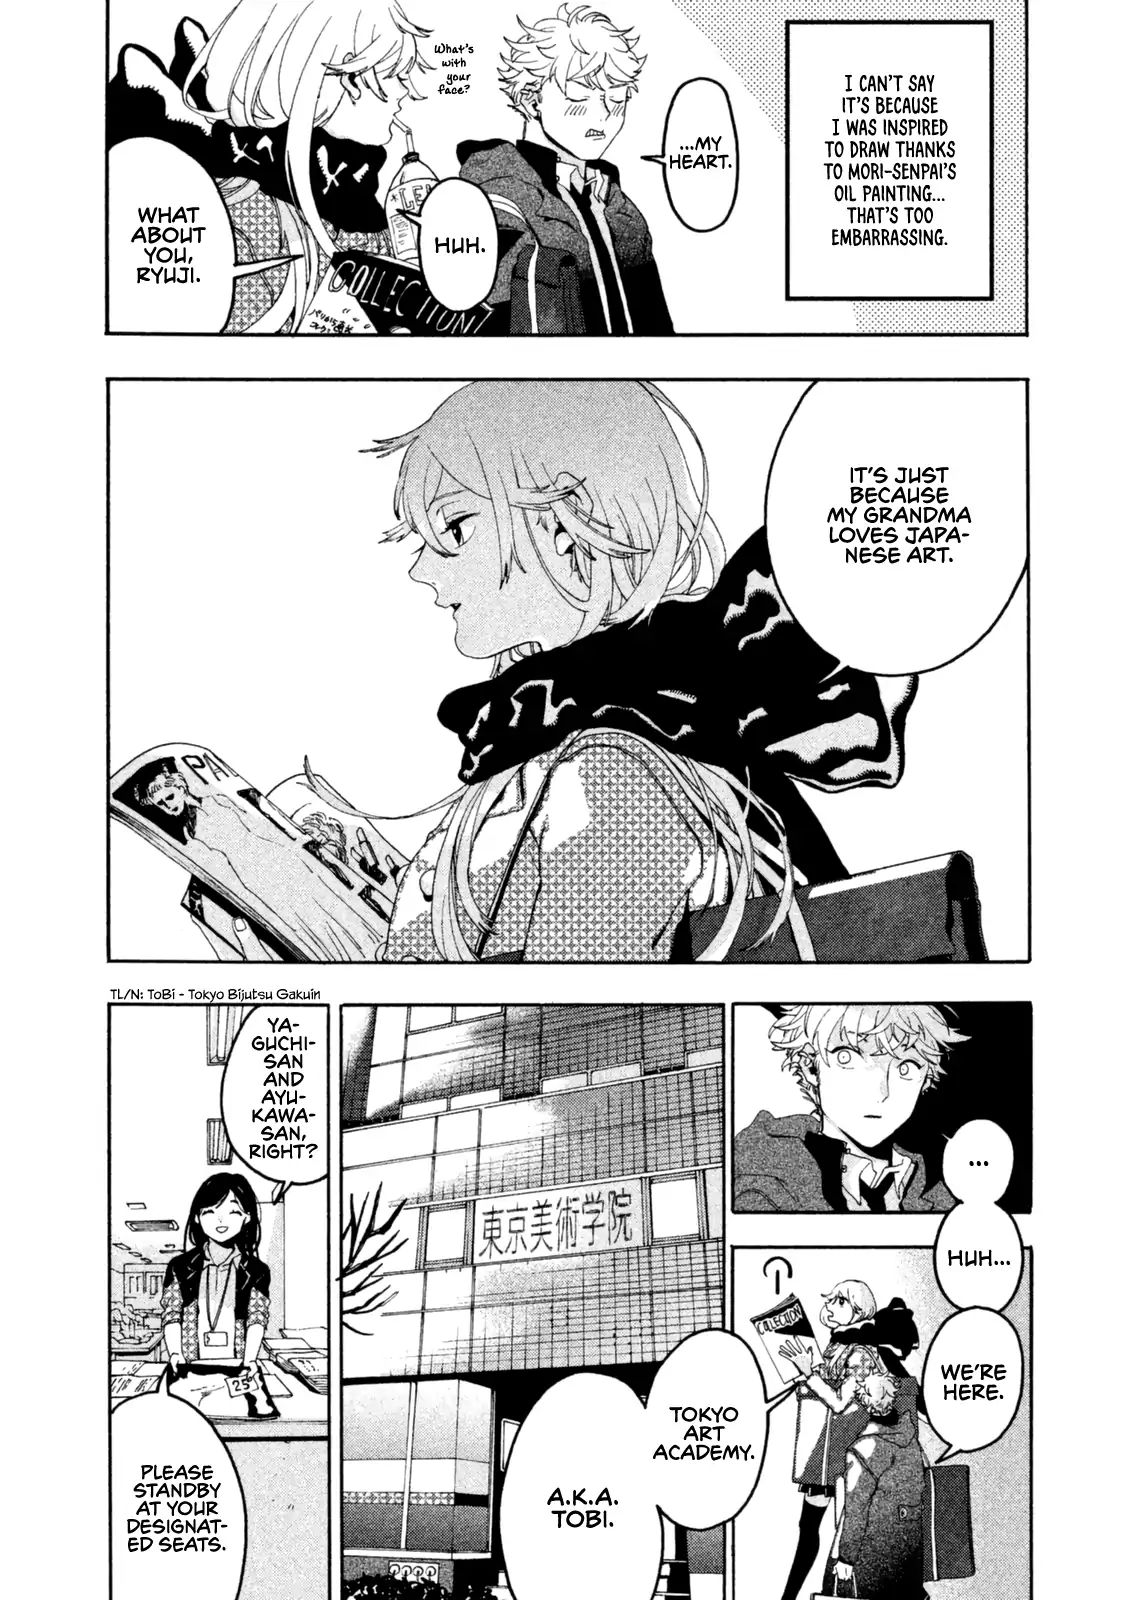 I CAN'T SAY
IT'S BECAUSE
I WAS INSPIRED
TO DRAW THANKS
TO MORI-SENPAI'S
OIL PAINTING...
THAT'S TOO
EMBARRASSING.
...MY
HEART.
What's
with
your
face?
HUH.
WHAT
ABOUT
YOU,
RYUJI.
*LE
COLLECTION
IT'S JUST
BECAUSE
MY GRANDMA
LOVES JAPA-
NESE ART.
PA
TL/N: ToBi - Tokyo Bijutsu Gakuin
...
HUH...
WE'RE
HERE.
COLECTION
TOKYO
ART
ACADEMY.
A.K.A.
TOBI.
東京美術学院
YA-
GUCHI-
SAN
AND
AYU-
KAWA-
SAN,
RIGHT?
25
PLEASE
STANDBY
AT YOUR
DESIGNAT-
ED SEATS.